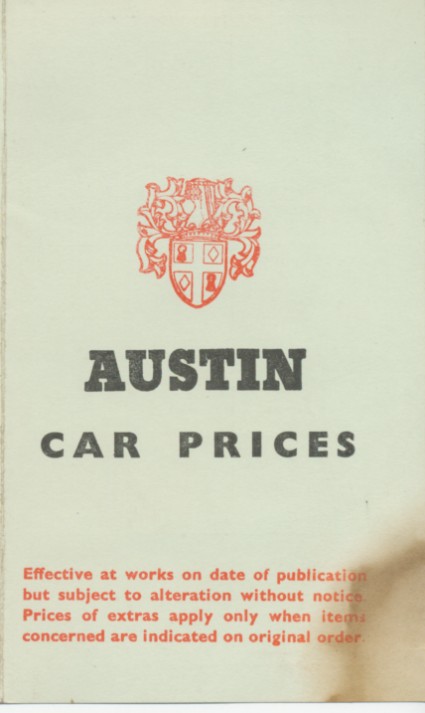 AUSTIN
CAR PRICES
Effective at works on date of publication
but subject to alteration without notice.
Prices of extras apply only when items
concerned are indicated on original order.